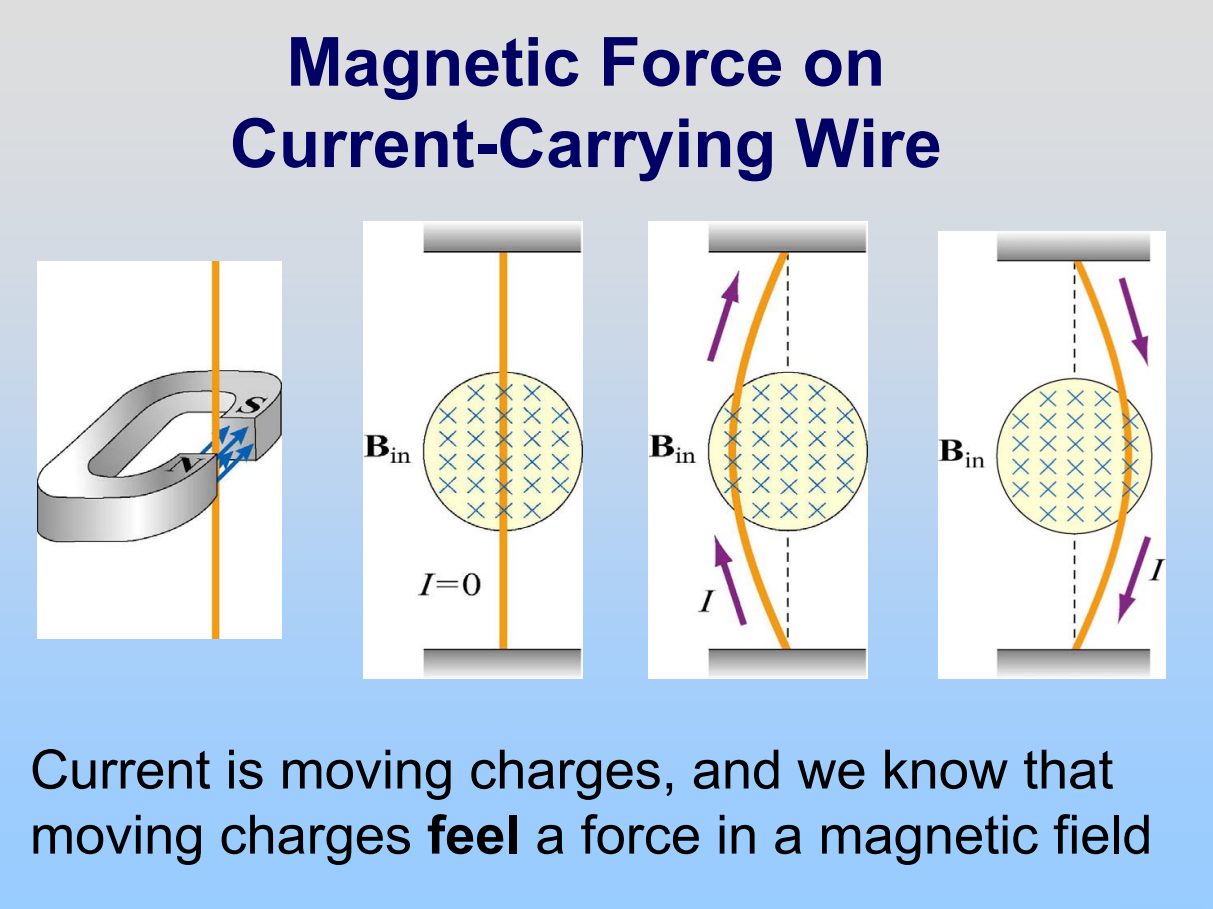 Magnetic Force on
Current-Carrying Wire
S
N
B_in
I=0
B_in
I
B_in
I
Current is moving charges, and we know that
moving charges feel a force in a magnetic field